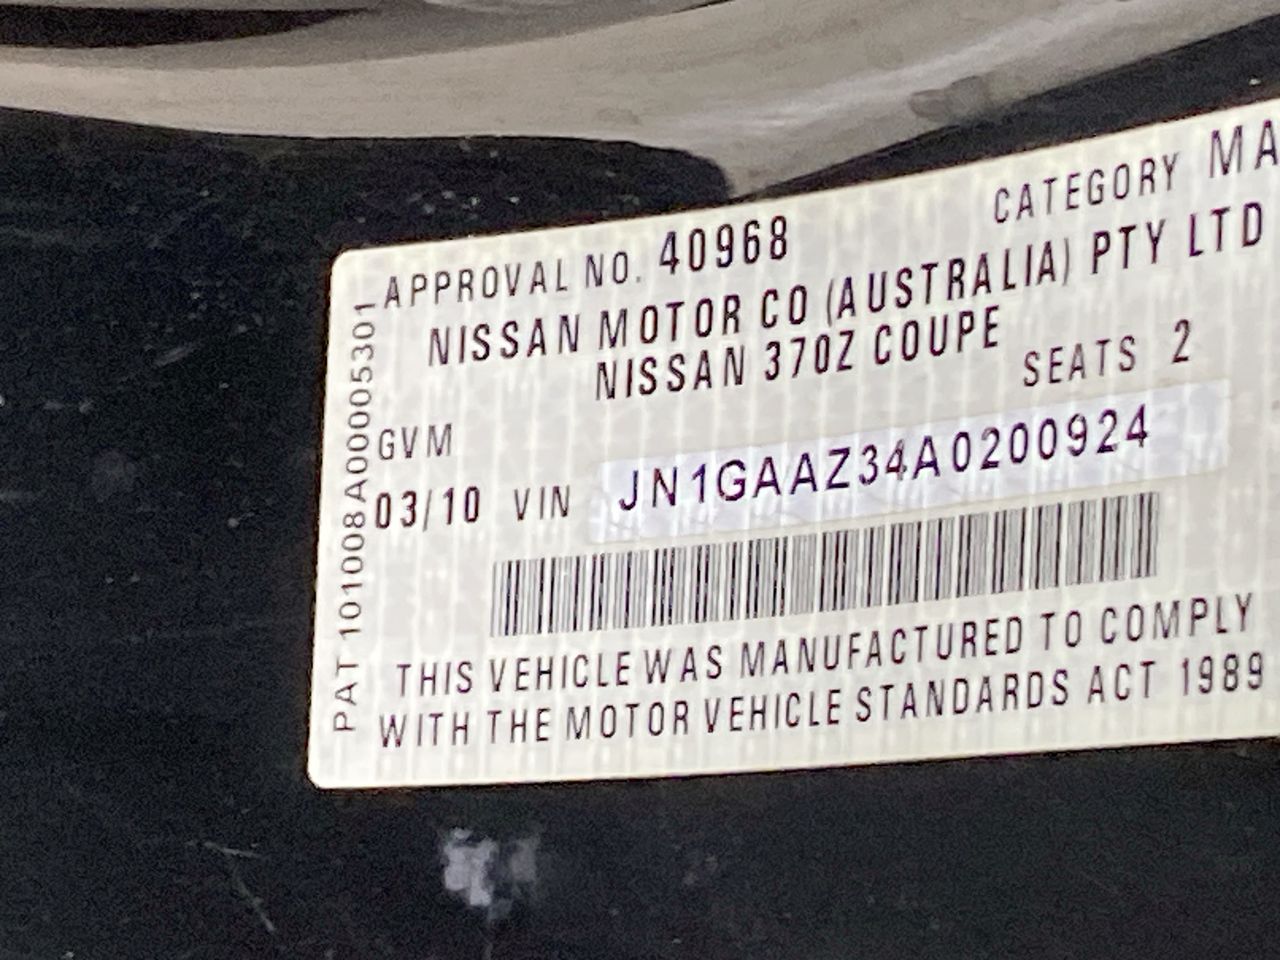 APPROVAL NO. 40968 CATEGORY MA
NISSAN MOTOR CO (AUSTRALIA) PTY LTD
NISSAN 370Z COUPE
SEATS 2
GVM
03/10 VIN JN1GAAZ34A0200924
THIS VEHICLE WAS MANUFACTURED TO COMPLY
WITH THE MOTOR VEHICLE STANDARDS ACT 1989
PAT 101008A00005301